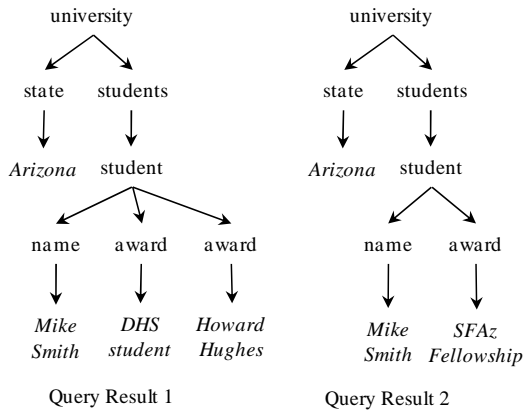 university
university
state students
state students
Arizona student
Arizona student
name award award
name award
Mike DHS Howard
Smith student Hughes
Mike SFAz
Smith Fellowship
Query Result 1
Query Result 2